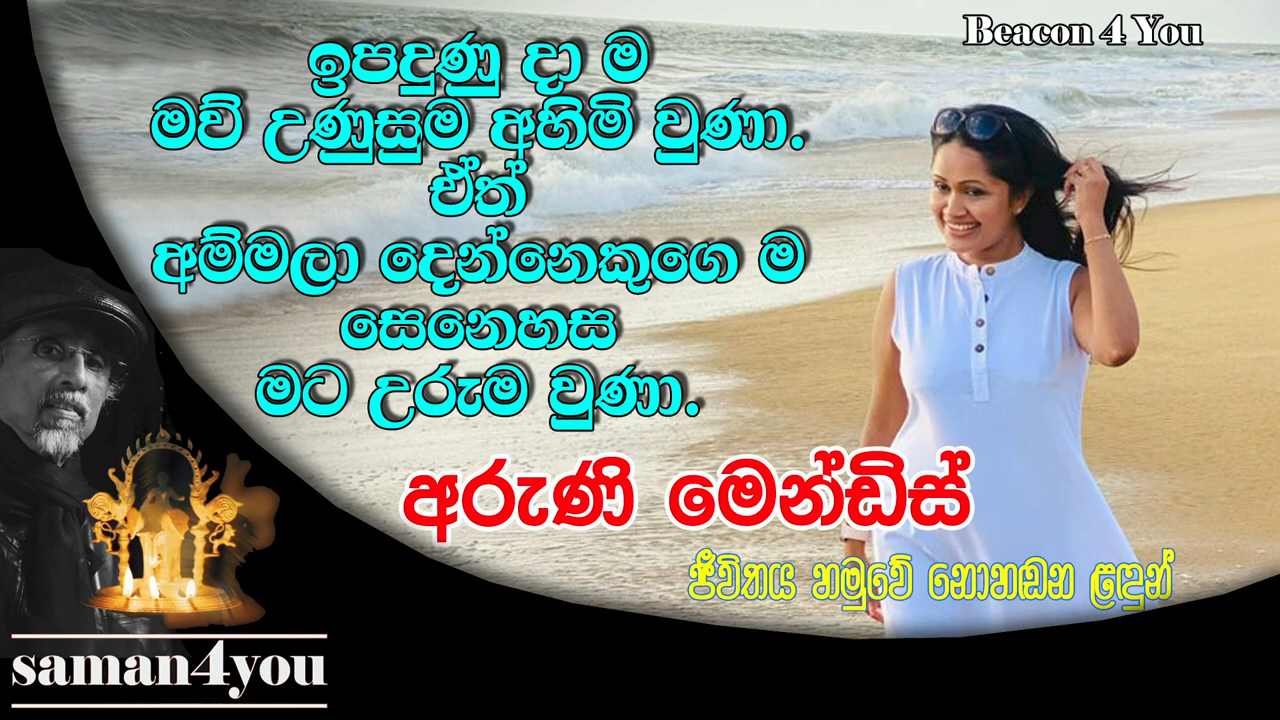 Beacon 4 You
ඉපදුණු දා ම
මව් උණුසුම අහිමි වුණා.
ඒත්
අම්මලා දෙන්නෙකුගෙ ම
සෙනෙහස
මට උරුම වුණා.
අරුණි මෙන්ඩිස්
ජීවිතය හමුවේ නොහඬන ළඳුන්
saman4you